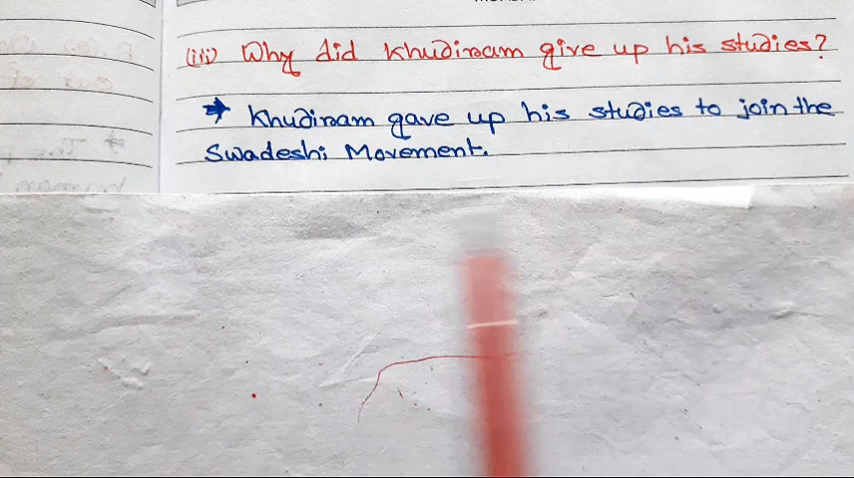 (iii) Why did Khudiram give up his studies?
→ Khudiram gave up his studies to join the
Swadeshi Movement.